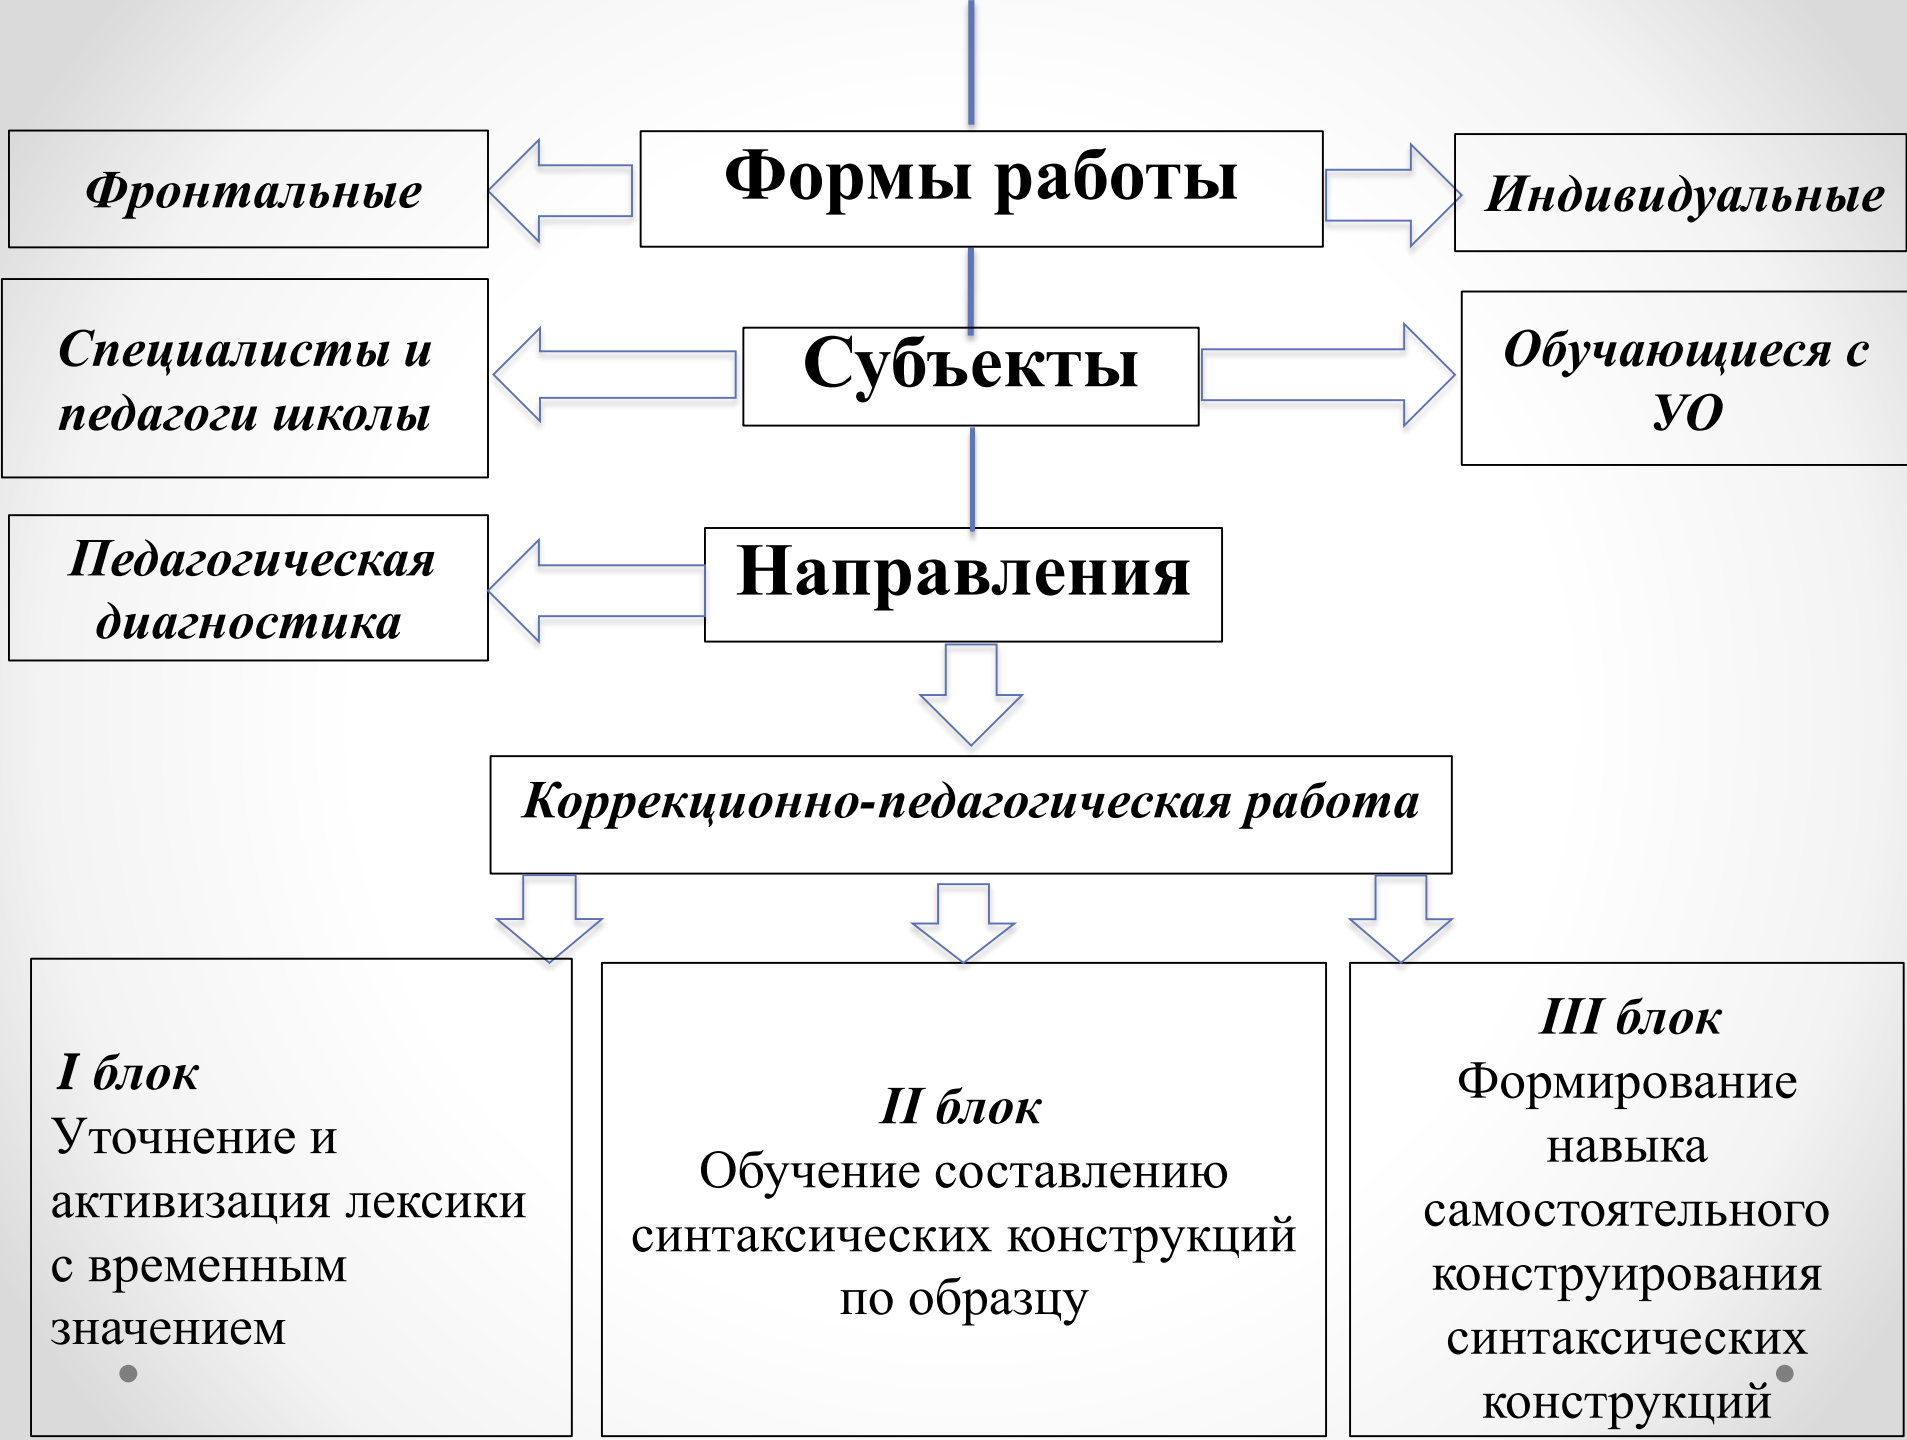 Формы работы
Фронтальные
Индивидуальные
Субъекты
Специалисты и
педагоги школы
Обучающиеся с
УО
Направления
Педагогическая
диагностика
Коррекционно-педагогическая работа
I блок
Уточнение и
активизация лексики
с временным
значением
II блок
Обучение составлению
синтаксических конструкций
по образцу
III блок
Формирование
навыка
самостоятельного
конструирования
синтаксических
конструкций